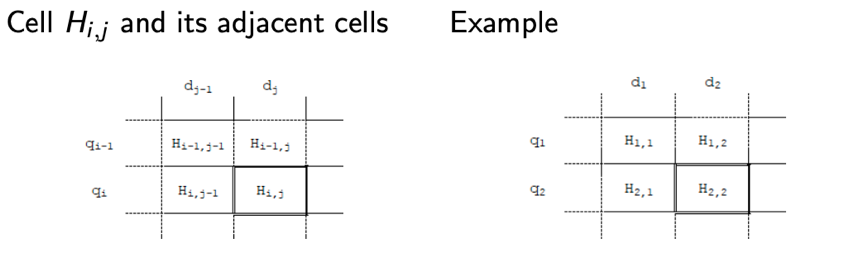 Cell H_{i,j} and its adjacent cells
d_{j-1} d_j
q_{i-1} H_{i-1,j-1} H_{i-1,j}
q_i H_{i,j-1} H_{i,j}
Example
d_1 d_2
q_1 H_{1,1} H_{1,2}
q_2 H_{2,1} H_{2,2}